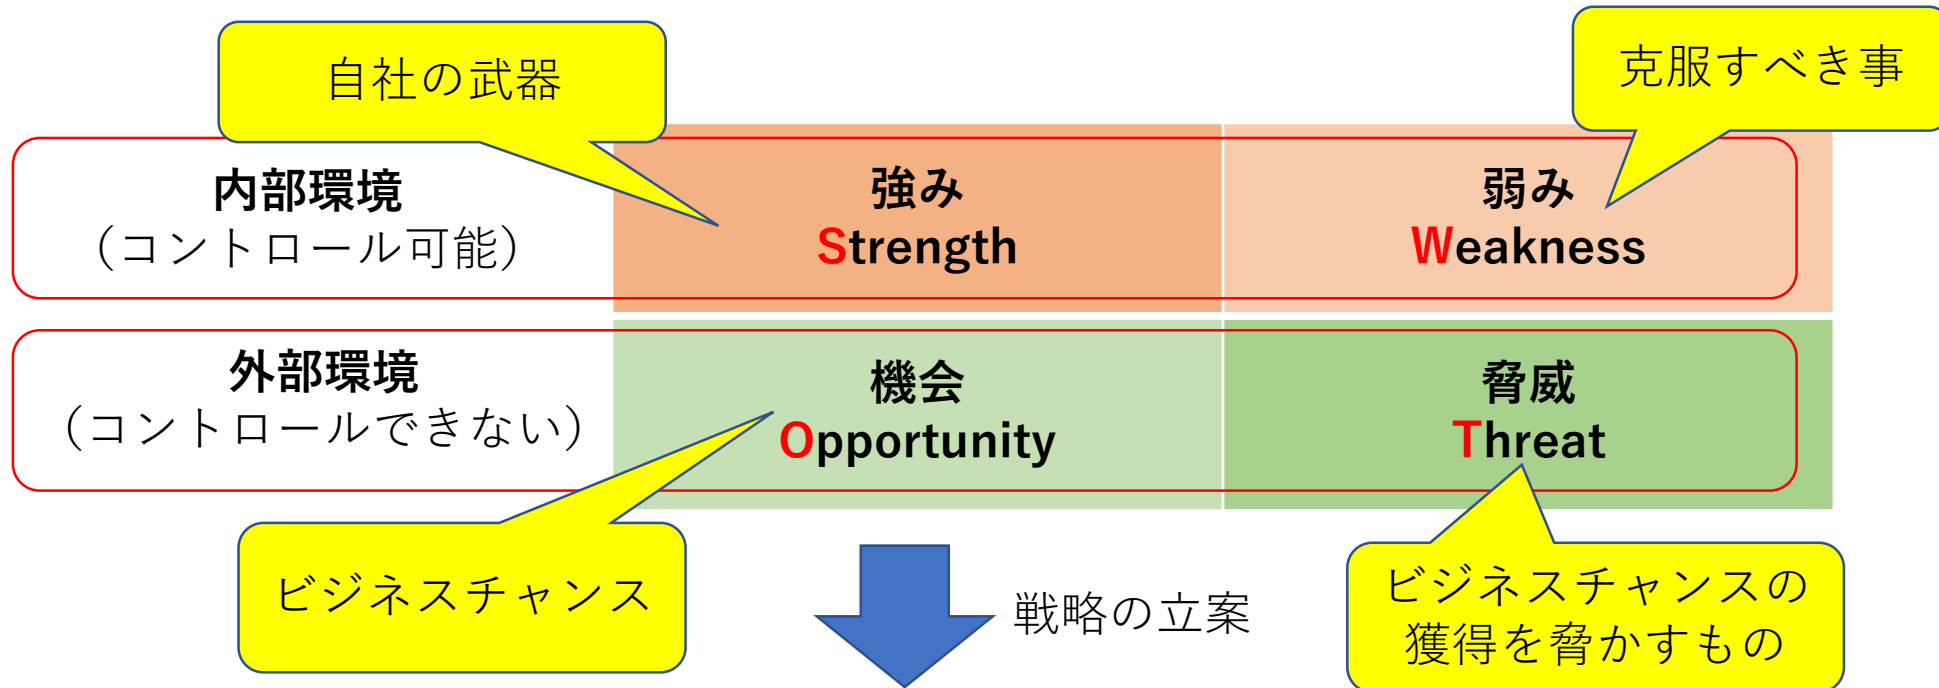 自社の武器
克服すべき事
内部環境
（コントロール可能）
強み
Strength
弱み
Weakness
外部環境
（コントロールできない）
機会
Opportunity
脅威
Threat
ビジネスチャンス
戦略の立案
ビジネスチャンスの
獲得を脅かすもの